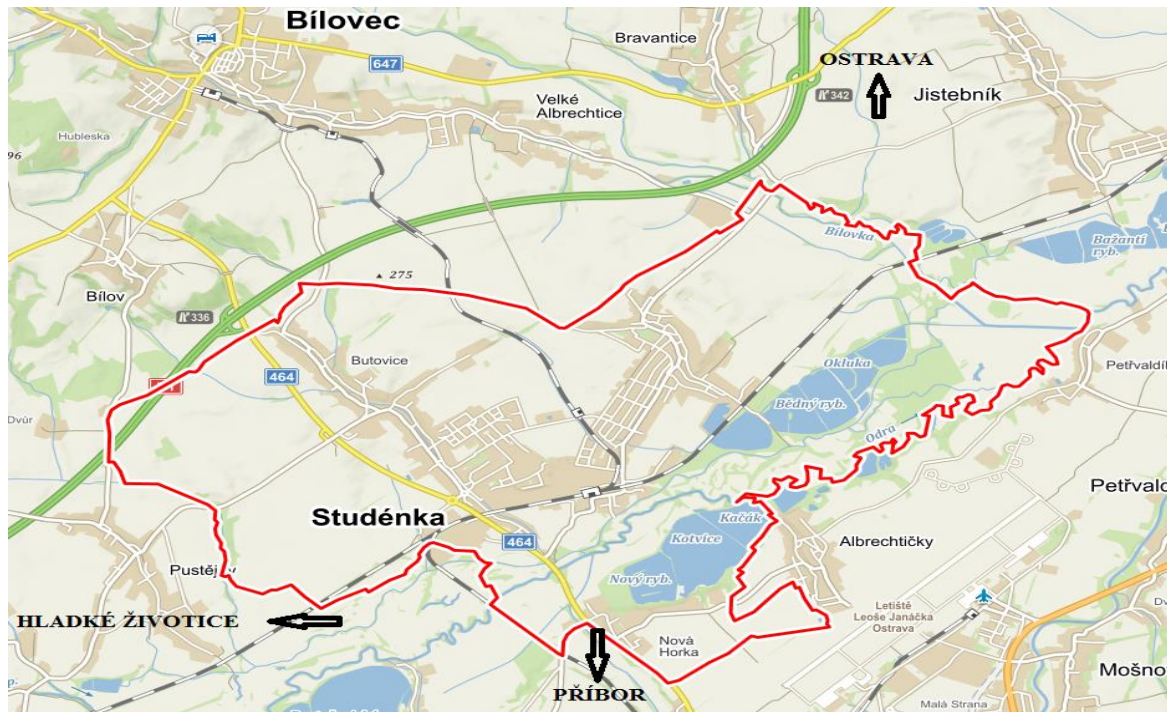 Bílovec
Bravantice
OSTRAVA
647
342
Jistebník
Velké
Albrechtice
Hubleska
96
Bílovka
Bažantí
ryb.
275
Bílov
336
Butovice
464
Okluka
Petřvaldík
Bědný ryb.
Dvůr
Odra
Studénka
Petřvald
Kačák
464
Kotvice
Albrechtičky
Pustějov
Nový ryb.
Letiště
Leoše Janáčka
Ostrava
HLADKÉ ŽIVOTICE
Nová
Horka
Mošno
PŘÍBOR
Malá Strana